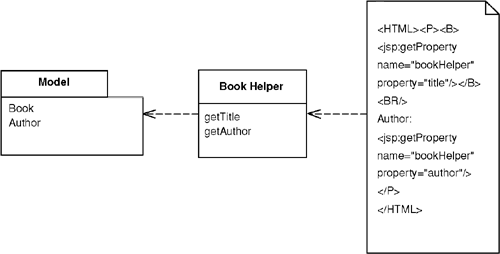 Model
Book
Author
Book Helper
getTitle
getAuthor
<HTML><P><B>
<jsp:getProperty
name="bookHelper"
property="title"/></B>
<BR/>
Author:
<jsp:getProperty
name="bookHelper"
property="author"/>
</P>
</HTML>